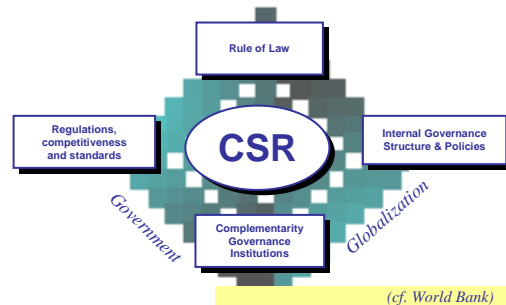 Rule of Law
Regulations,
competitiveness
and standards
CSR
Internal Governance
Structure & Policies
Government
Complementarity
Governance
Institutions
Globalization
(cf. World Bank)